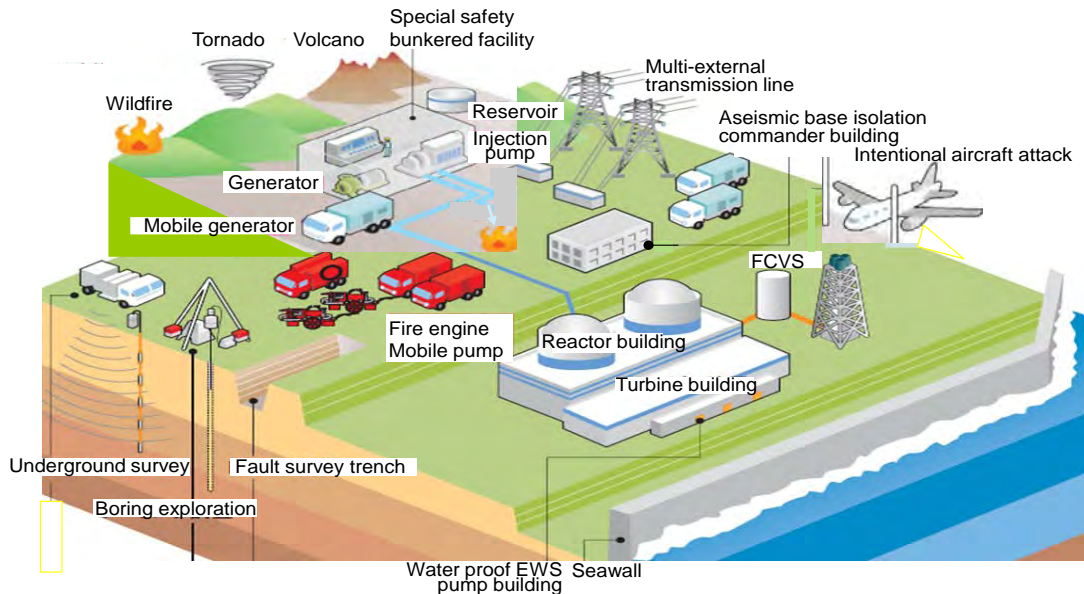 Special safety
bunkered facility
Tornado
Volcano
Multi-external
transmission line
Wildfire
Reservoir
Aseismic base isolation
commander building
Injection
pump
Intentional aircraft attack
Generator
Mobile generator
FCVS
Fire engine
Mobile pump
Reactor building
Turbine building
Underground survey
Fault survey trench
Boring exploration
Water proof EWS
pump building
Seawall